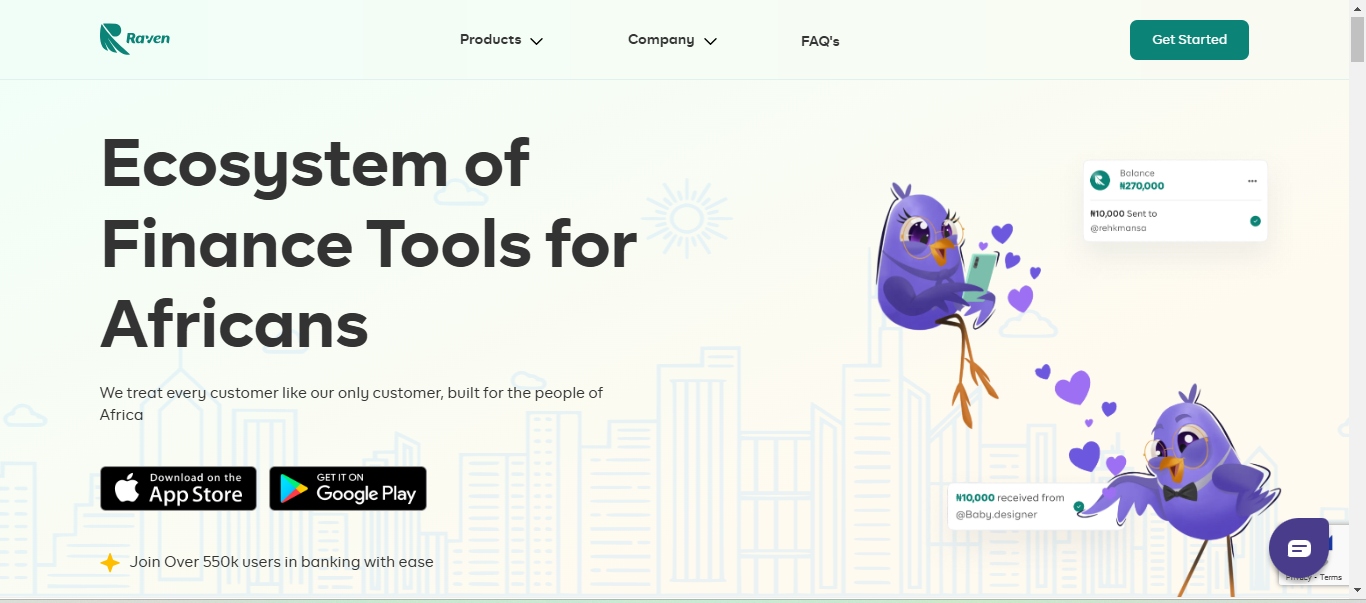 Raven
Products
Company
FAQ's
Get Started
Ecosystem of
Finance Tools for
Africans
We treat every customer like our only customer, built for the people of
Africa
Download on the
App Store
GET IT ON
Google Play
Join Over 550k users in banking with ease
Balance
₦270,000
₦10,000 Sent to
@rehkmansa
₦10,000 received from
@Baby.designer
Privacy - Terms